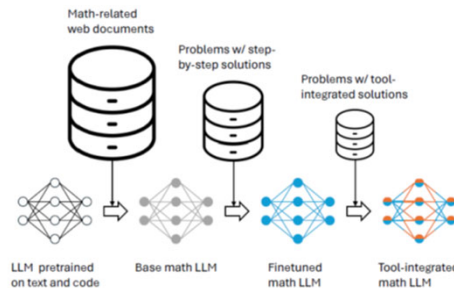 Math-related
web documents
Problems w/ step-
by-step solutions
Problems w/ tool-
integrated solutions
LLM pretrained
on text and code
Base math LLM
Finetuned
math LLM
Tool-integrated
math LLM